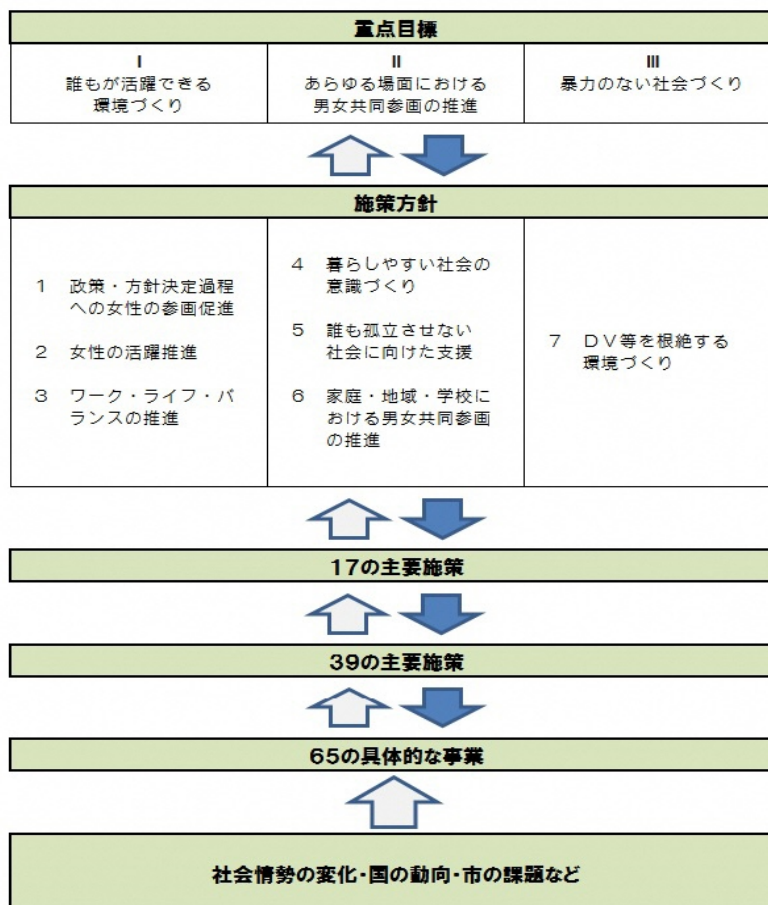 重点目標
Ⅰ
誰もが活躍できる
環境づくり
Ⅱ
あらゆる場面における
男女共同参画の推進
Ⅲ
暴力のない社会づくり
施策方針
1 政策・方針決定過程
への女性の参画促進
2 女性の活躍推進
3 ワーク・ライフ・バ
ランスの推進
4 暮らしやすい社会の
意識づくり
5 誰も孤立させない
社会に向けた支援
6 家庭・地域・学校に
おける男女共同参画
の推進
7 ＤＶ等を根絶する
環境づくり
17の主要施策
39の主要施策
65の具体的な事業
社会情勢の変化・国の動向・市の課題など